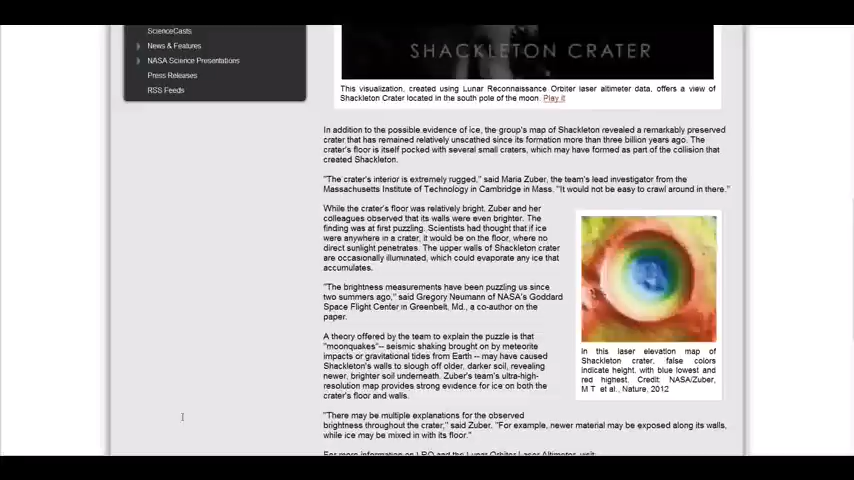 ScienceCasts
News & Features
NASA Science Presentations
Press Releases
RSS Feeds
SHACKLETON CRATER
This visualization, created using Lunar Reconnaissance Orbiter laser altimeter data, offers a view of
Shackleton Crater located in the south pole of the moon. Play it
In addition to the possible evidence of ice, the group's map of Shackleton revealed a remarkably preserved
crater that has remained relatively unscathed since its formation more than three billion years ago. The
crater's floor is itself pocked with several small craters, which may have formed as part of the collision that
created Shackleton.
"The crater's interior is extremely rugged," said Maria Zuber, the team's lead investigator from the
Massachusetts Institute of Technology in Cambridge in Mass. "It would not be easy to crawl around in there."
While the crater's floor was relatively bright, Zuber and her
colleagues observed that its walls were even brighter. The
finding was at first puzzling. Scientists had thought that if ice
were anywhere in a crater, it would be on the floor, where no
direct sunlight penetrates. The upper walls of Shackleton crater
are occasionally illuminated, which could evaporate any ice that
accumulates.
"The brightness measurements have been puzzling us since
two summers ago," said Gregory Neumann of NASA's Goddard
Space Flight Center in Greenbelt, Md., a co-author on the
paper.
A theory offered by the team to explain the puzzle is that
"moonquakes"-- seismic shaking brought on by meteorite
impacts or gravitational tides from Earth -- may have caused
Shackleton's walls to slough off older, darker soil, revealing
newer, brighter soil underneath. Zuber's team's ultra-high-
resolution map provides strong evidence for ice on both the
crater's floor and walls.
In this laser elevation map of
Shackleton crater, false colors
indicate height, with blue lowest and
red highest. Credit: NASA/Zuber,
M.T. et al., Nature, 2012
"There may be multiple explanations for the observed
brightness throughout the crater," said Zuber. "For example, newer material may be exposed along its walls,
while ice may be mixed in with its floor."
For more information on LRO and the Lunar Orbiter Laser Altimeter, visit: